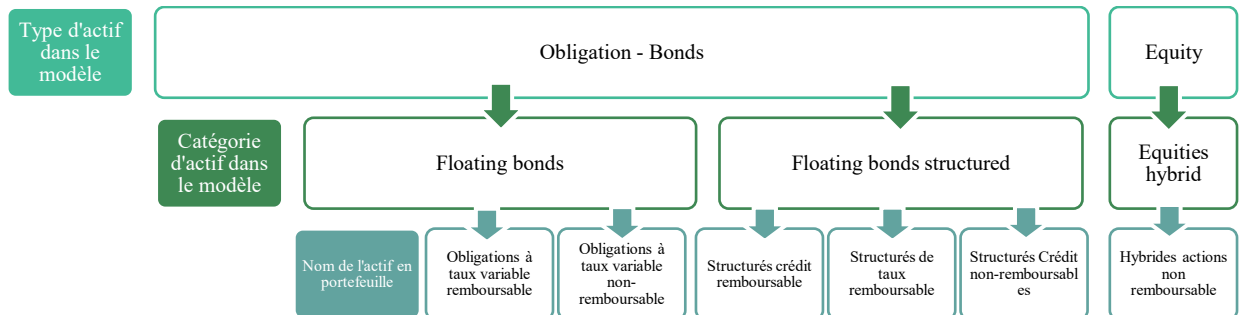 Type d'actif
dans le
modèle
Obligation - Bonds
Equity
Catégorie
d'actif dans
le modèle
Floating bonds
Floating bonds structured
Equities
hybrid
Nom de l'actif en
portefeuille
Obligations à
taux variable
remboursable
Obligations à
taux variable
non-
remboursable
Structurés crédit
remboursable
Structurés de
taux
remboursable
Structurés Crédit
non-remboursabl
es
Hybrides actions
non
remboursable